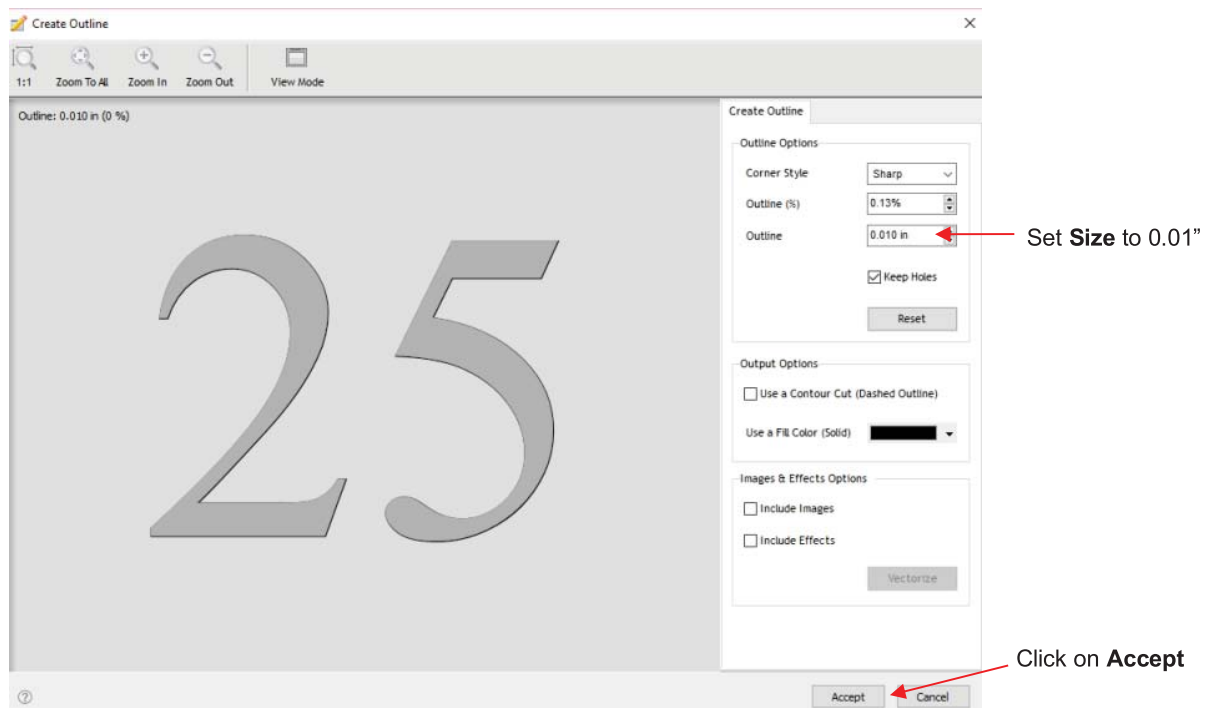 Create Outline
1:1 Zoom To All Zoom In Zoom Out View Mode
Outline: 0.010 in (0 %)
25
Create Outline
Outline Options
Corner Style Sharp
Outline (%) 0.13%
Outline 0.010 in
Set Size to 0.01”
Keep Holes
Reset
Output Options
Use a Contour Cut (Dashed Outline)
Use a Fill Color (Solid)
Images & Effects Options
Include Images
Include Effects
Vectorize
Click on Accept
? Accept Cancel